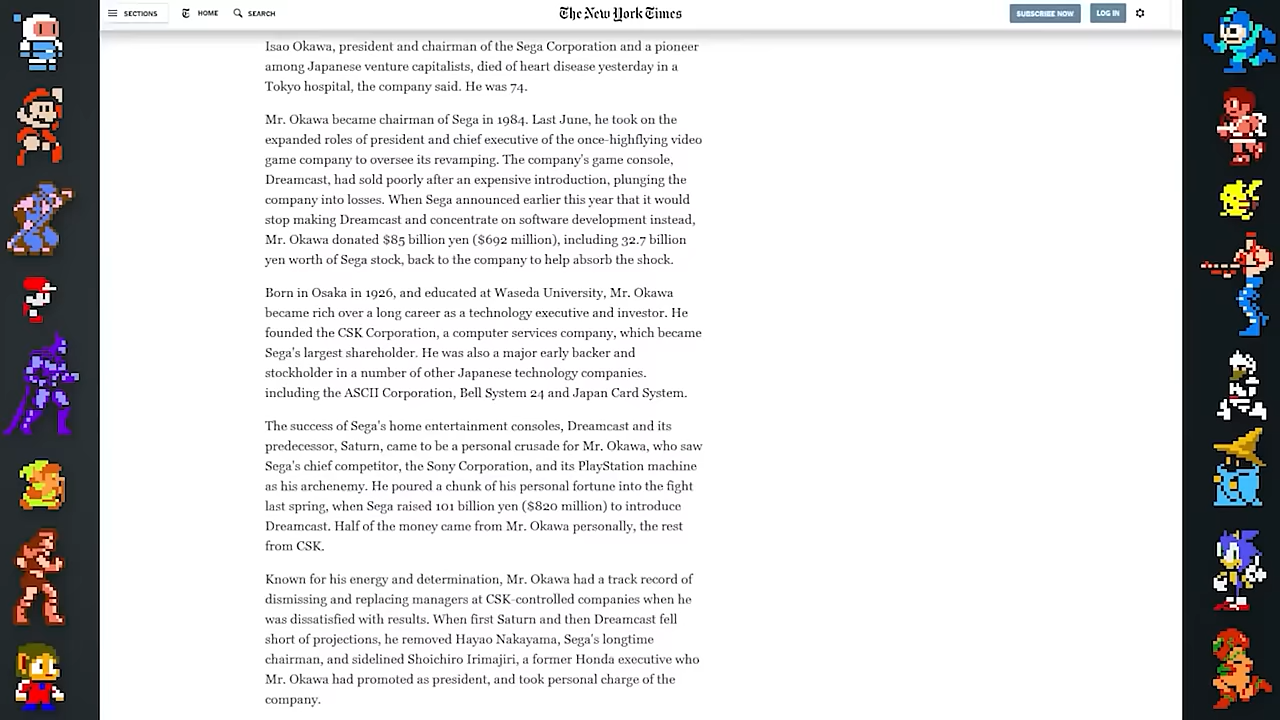 SECTIONS HOME SEARCH The New York Times SUBSCRIBE NOW LOG IN
Isao Okawa, president and chairman of the Sega Corporation and a pioneer
among Japanese venture capitalists, died of heart disease yesterday in a
Tokyo hospital, the company said. He was 74.
Mr. Okawa became chairman of Sega in 1984. Last June, he took on the
expanded roles of president and chief executive of the once-highflying video
game company to oversee its revamping. The company's game console,
Dreamcast, had sold poorly after an expensive introduction, plunging the
company into losses. When Sega announced earlier this year that it would
stop making Dreamcast and concentrate on software development instead,
Mr. Okawa donated $85 billion yen ($692 million), including 32.7 billion
yen worth of Sega stock, back to the company to help absorb the shock.
Born in Osaka in 1926, and educated at Waseda University, Mr. Okawa
became rich over a long career as a technology executive and investor. He
founded the CSK Corporation, a computer services company, which became
Sega's largest shareholder. He was also a major early backer and
stockholder in a number of other Japanese technology companies.
including the ASCII Corporation, Bell System 24 and Japan Card System.
The success of Sega's home entertainment consoles, Dreamcast and its
predecessor, Saturn, came to be a personal crusade for Mr. Okawa, who saw
Sega's chief competitor, the Sony Corporation, and its PlayStation machine
as his archenemy. He poured a chunk of his personal fortune into the fight
last spring, when Sega raised 101 billion yen ($820 million) to introduce
Dreamcast. Half of the money came from Mr. Okawa personally, the rest
from CSK.
Known for his energy and determination, Mr. Okawa had a track record of
dismissing and replacing managers at CSK-controlled companies when he
was dissatisfied with results. When first Saturn and then Dreamcast fell
short of projections, he removed Hayao Nakayama, Sega's longtime
chairman, and sidelined Shoichiro Irimajiri, a former Honda executive who
Mr. Okawa had promoted as president, and took personal charge of the
company.